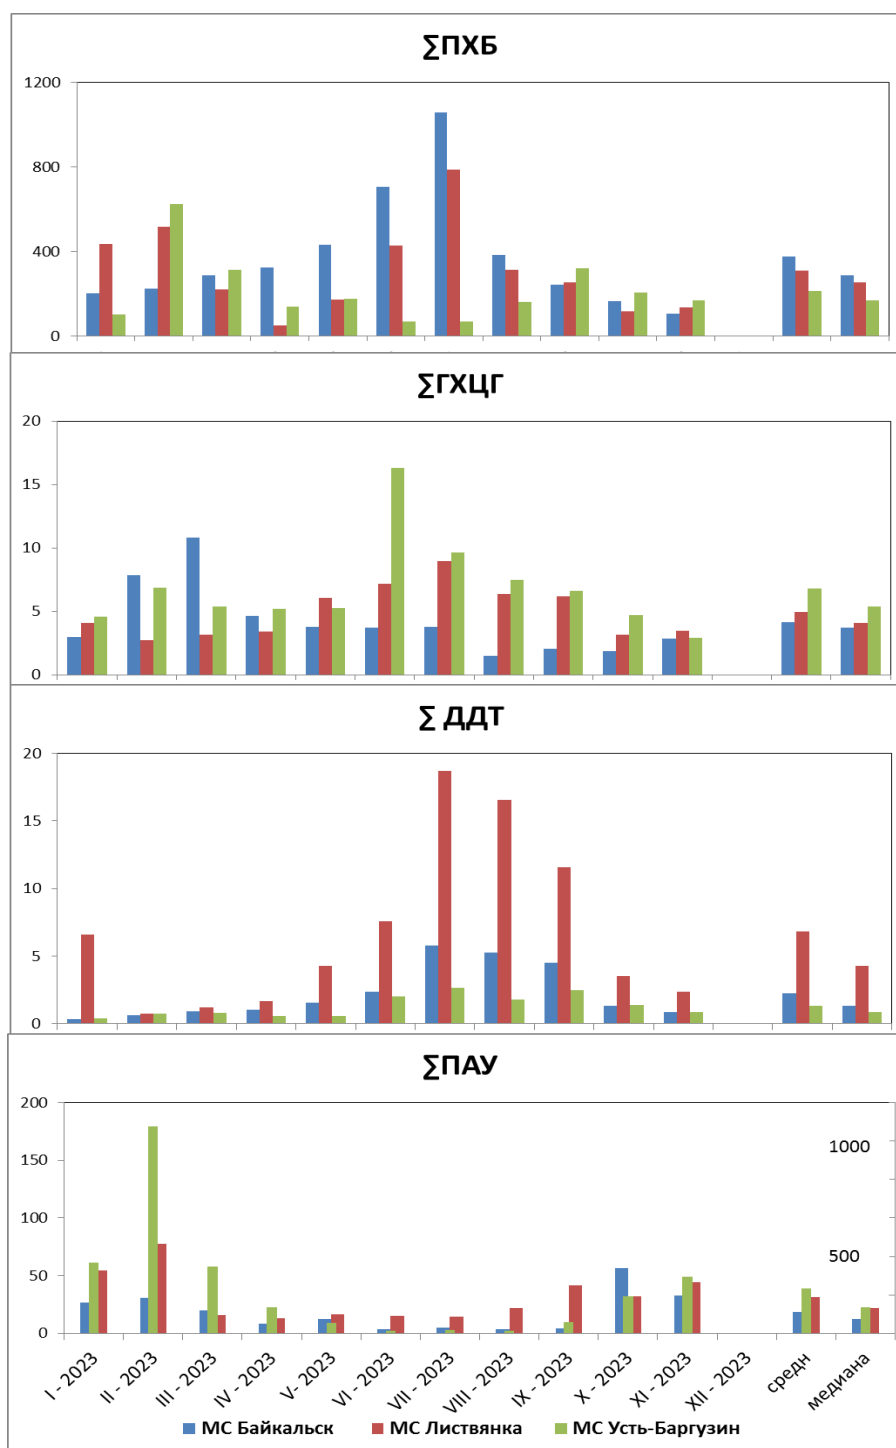 ∑ПХБ
1200
800
400
0
∑ГХЦГ
20
15
10
5
0
∑ ДДТ
20
15
10
5
0
∑ПАУ
200
150
100
50
0
1000
500
I - 2023
II - 2023
III - 2023
IV - 2023
V- 2023
VI - 2023
VII - 2023
VIII - 2023
IX - 2023
X - 2023
XI - 2023
XII - 2023
средн
медиана
МС Байкальск МС Листвянка МС Усть-Баргузин